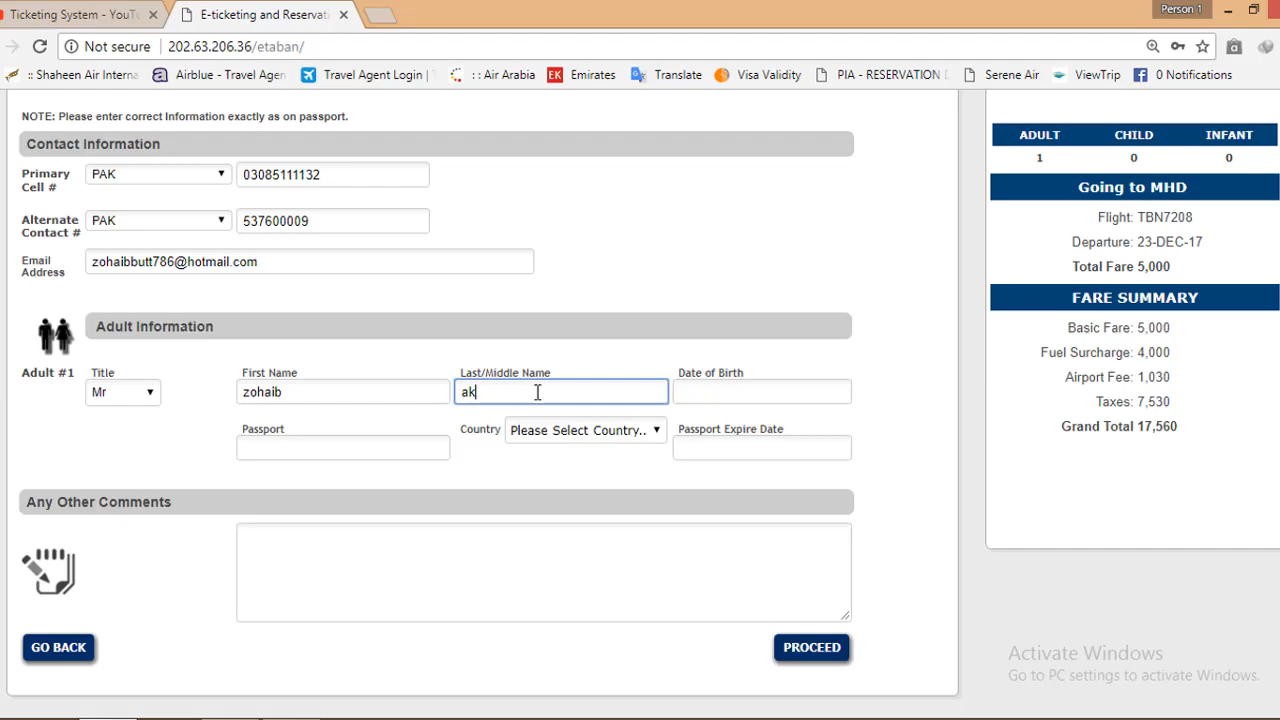 Ticketing System - YouTu
E-ticketing and Reservat
Person 1
Not secure
202.63.206.36/etaban/
:: Shaheen Air Interna
Airblue - Travel Agen
Travel Agent Login |
: : Air Arabia
EK Emirates
Translate
Visa Validity
PIA - RESERVATION
Serene Air
ViewTrip
0 Notifications
NOTE: Please enter correct Information exactly as on passport.
Contact Information
Primary Cell #
PAK
03085111132
Alternate Contact #
PAK
537600009
Email Address
zohaibbutt786@hotmail.com
Adult Information
Adult #1
Title
First Name
Last/Middle Name
Date of Birth
Mr
zohaib
ak
Passport
Country
Please Select Country..
Passport Expire Date
Any Other Comments
GO BACK
PROCEED
ADULT CHILD INFANT
1 0 0
Going to MHD
Flight: TBN7208
Departure: 23-DEC-17
Total Fare 5,000
FARE SUMMARY
Basic Fare: 5,000
Fuel Surcharge: 4,000
Airport Fee: 1,030
Taxes: 7,530
Grand Total 17,560
Activate Windows
Go to PC settings to activate Windows.